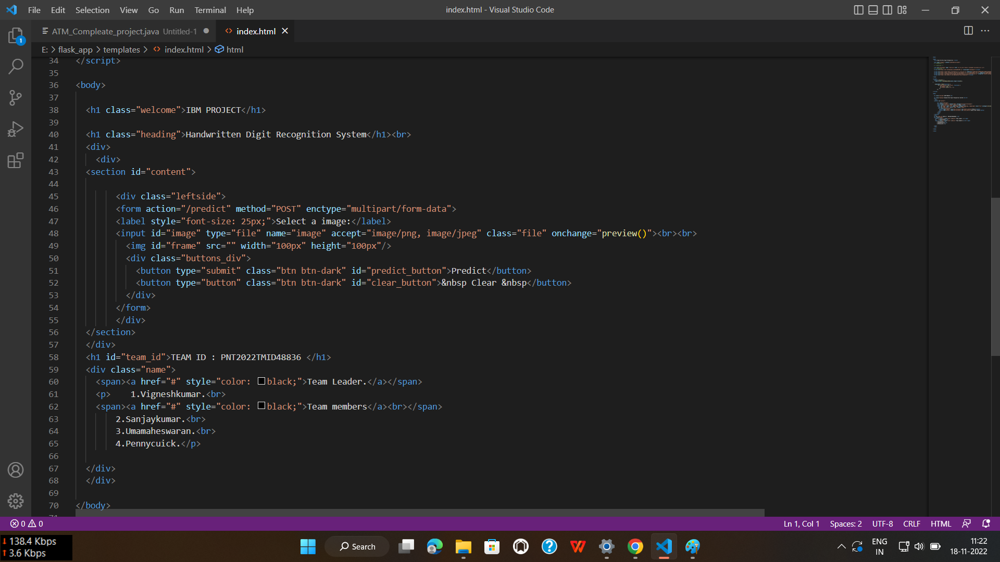 File Edit Selection View Go Run Terminal Help index.html - Visual Studio Code
ATM_Compleate_project.java Untitled-1 index.html
E: > flask_app > templates > index.html > html
1
34 </script>
35
36 <body>
37
38 <h1 class="welcome">IBM PROJECT</h1>
39
40 <h1 class="heading">Handwritten Digit Recognition System</h1><br>
41 <div>
42 <div>
43 <section id="content">
44
45 <div class="leftside">
46 <form action="/predict" method="POST" enctype="multipart/form-data">
47 <label style="font-size: 25px;">Select a image:</label>
48 <input id="image" type="file" name="image" accept="image/png, image/jpeg" class="file" onchange="preview()"><br><br>
49 <img id="frame" src="" width="100px" height="100px"/>
50 <div class="buttons_div">
51 <button type="submit" class="btn btn-dark" id="predict_button">Predict</button>
52 <button type="button" class="btn btn-dark" id="clear_button">&nbsp Clear &nbsp</button>
53 </div>
54 </form>
55 </div>
56 </section>
57 </div>
58 <h1 id="team_id">TEAM ID : PNT2022TMID48836 </h1>
59 <div class="name">
60 <span><a href="#" style="color: black;">Team Leader.</a></span>
61 <p> 1.Vigneshkumar.<br>
62 <span><a href="#" style="color: black;">Team members</a><br></span>
63 2.Sanjaykumar.<br>
64 3.Umamaheswaran.<br>
65 4.Pennycuick.</p>
66
67 </div>
68 </div>
69
70 </body>
71
0 0 Ln 1, Col 1 Spaces: 2 UTF-8 CRLF HTML
138.4 Kbps
3.6 Kbps
Search
ENG
IN
11:22
18-11-2022